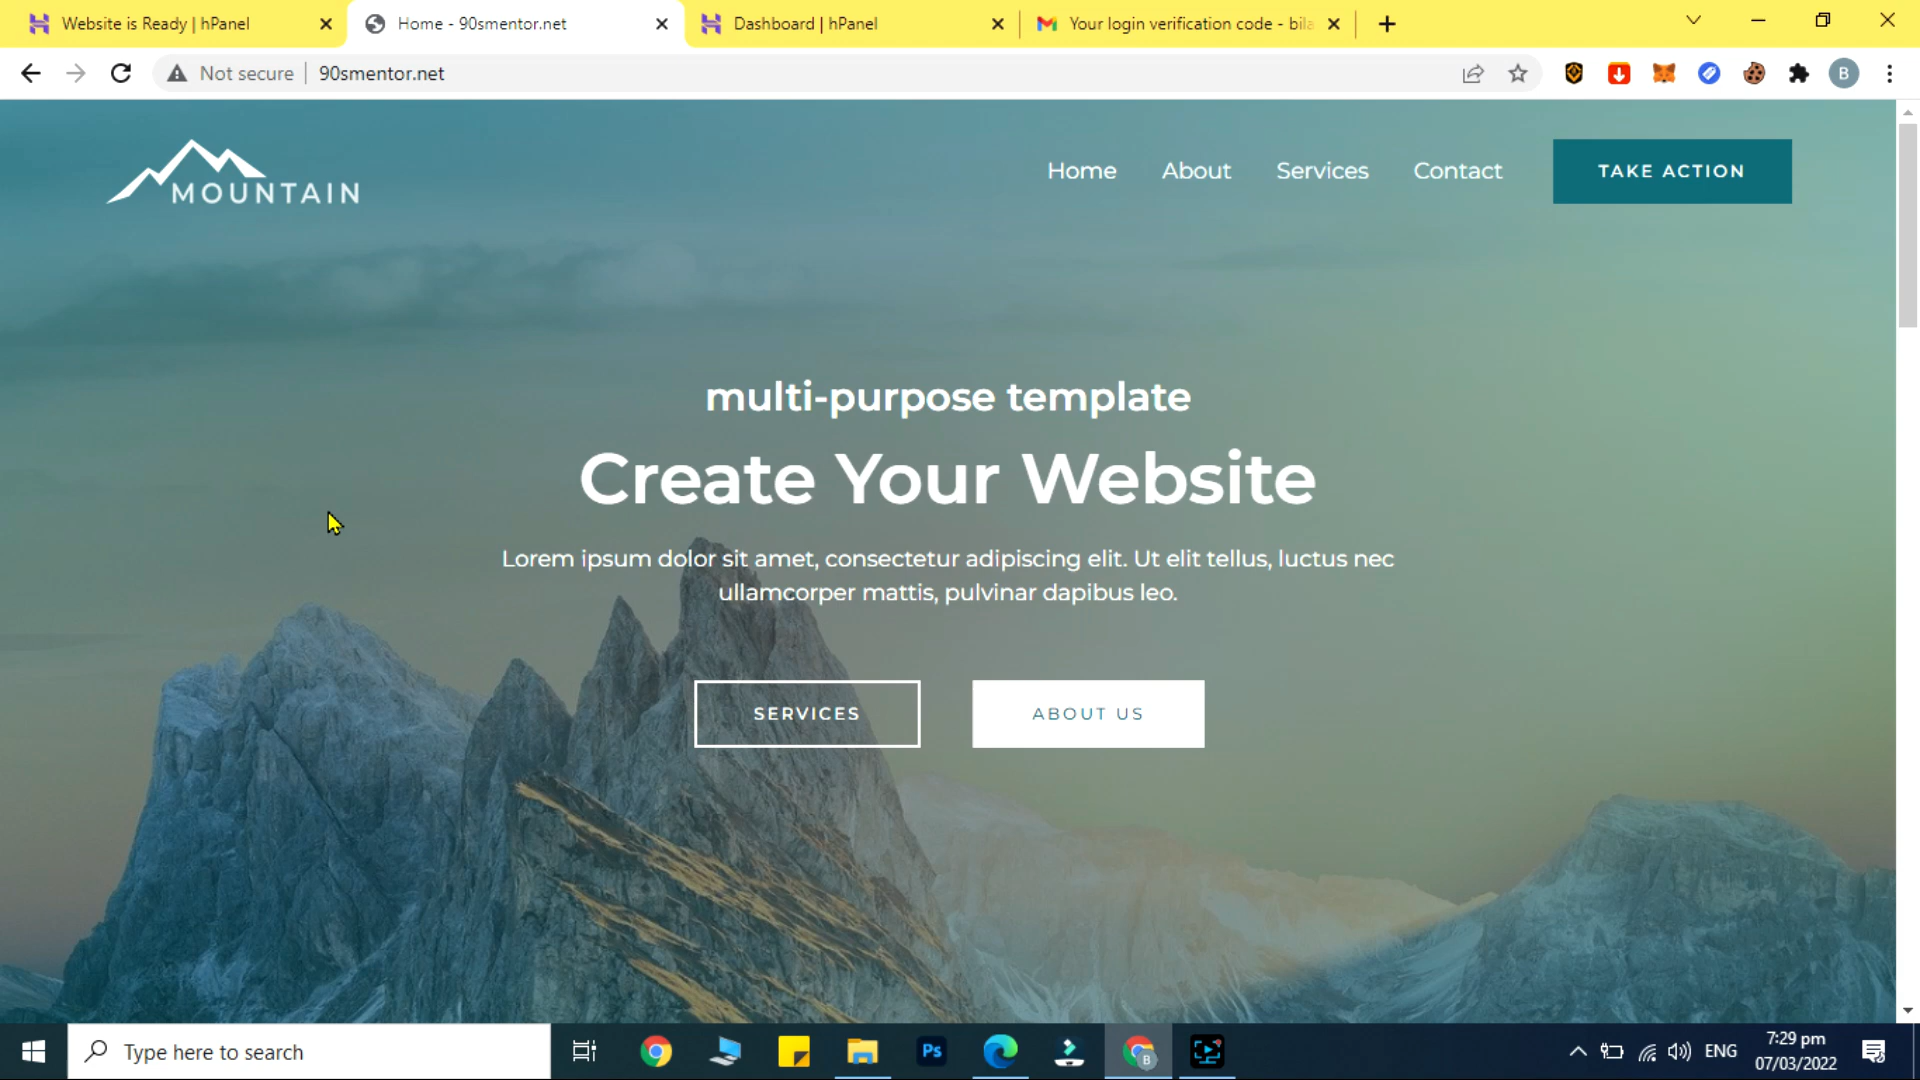 Website is Ready | hPanel
Home - 90smentor.net
Dashboard | hPanel
Your login verification code - bila
Not secure
90smentor.net
B
MOUNTAIN
Home
About
Services
Contact
TAKE ACTION
multi-purpose template
Create Your Website
Lorem ipsum dolor sit amet, consectetur adipiscing elit. Ut elit tellus, luctus nec
ullamcorper mattis, pulvinar dapibus leo.
SERVICES
ABOUT US
Type here to search
Ps
B
ENG
7:29 pm
07/03/2022